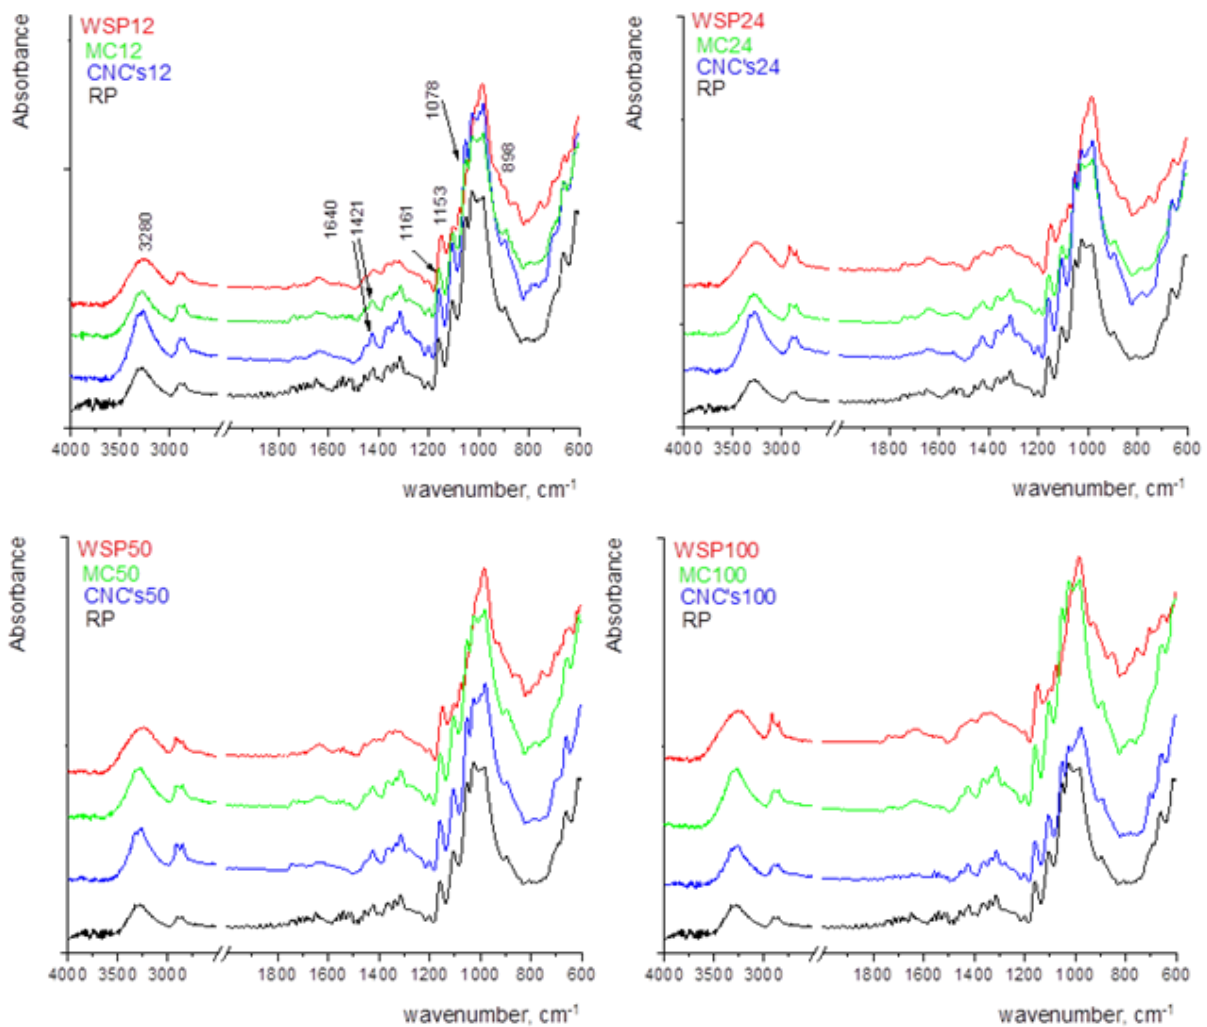 Absorbance
WSP12
MC12
CNC's12
RP
3280
1640
1421
1161
1153
1078
898
4000 3500 3000 1800 1600 1400 1200 1000 800 600
wavenumber, cm-1
Absorbance
WSP24
MC24
CNC's24
RP
4000 3500 3000 1800 1600 1400 1200 1000 800 600
wavenumber, cm-1
Absorbance
WSP50
MC50
CNC's50
RP
4000 3500 3000 1800 1600 1400 1200 1000 800 600
wavenumber, cm-1
Absorbance
WSP100
MC100
CNC's100
RP
4000 3500 3000 1800 1600 1400 1200 1000 800 600
wavenumber, cm-1